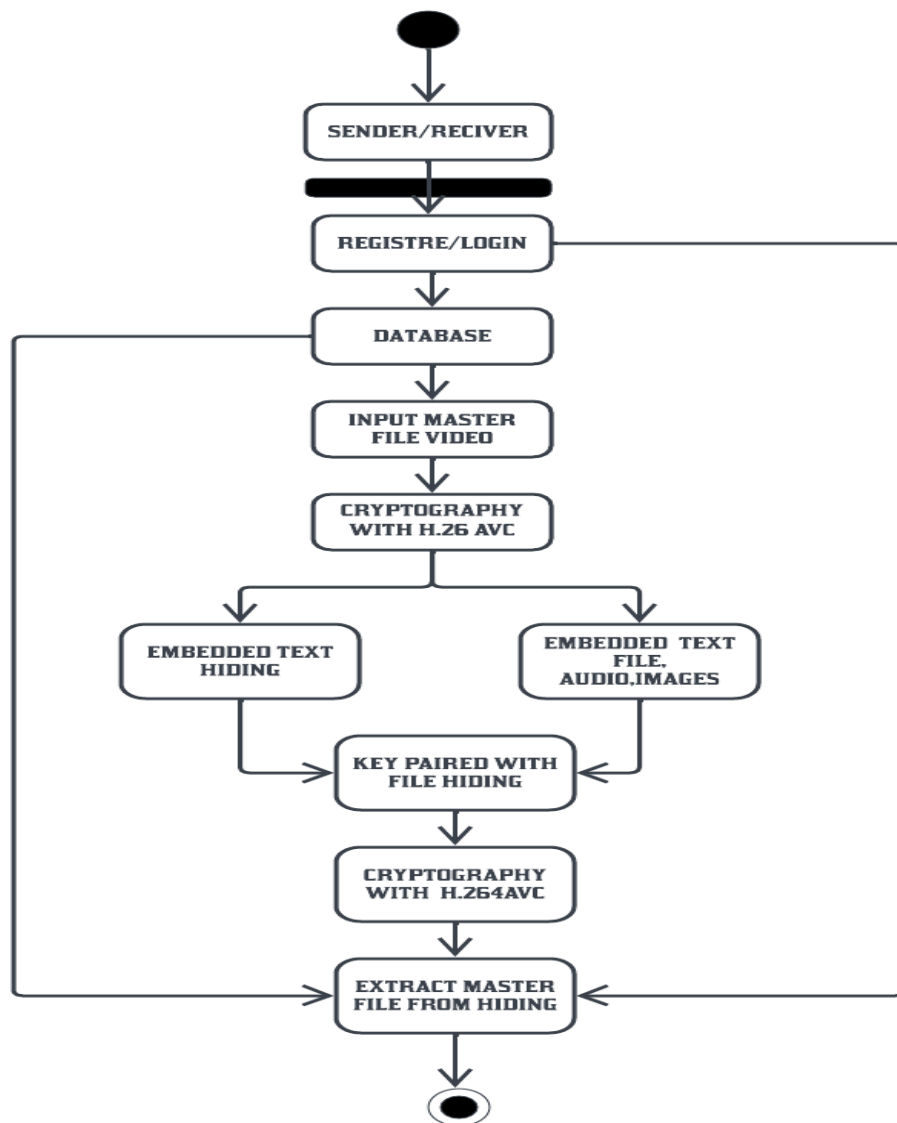 SENDER/RECIVER
REGISTRE/LOGIN
DATABASE
INPUT MASTER
FILE VIDEO
CRYPTOGRAPHY
WITH H.26 AVC
EMBEDDED TEXT
HIDING
EMBEDDED TEXT
FILE,
AUDIO,IMAGES
KEY PAIRED WITH
FILE HIDING
CRYPTOGRAPHY
WITH H.264AVC
EXTRACT MASTER
FILE FROM HIDING